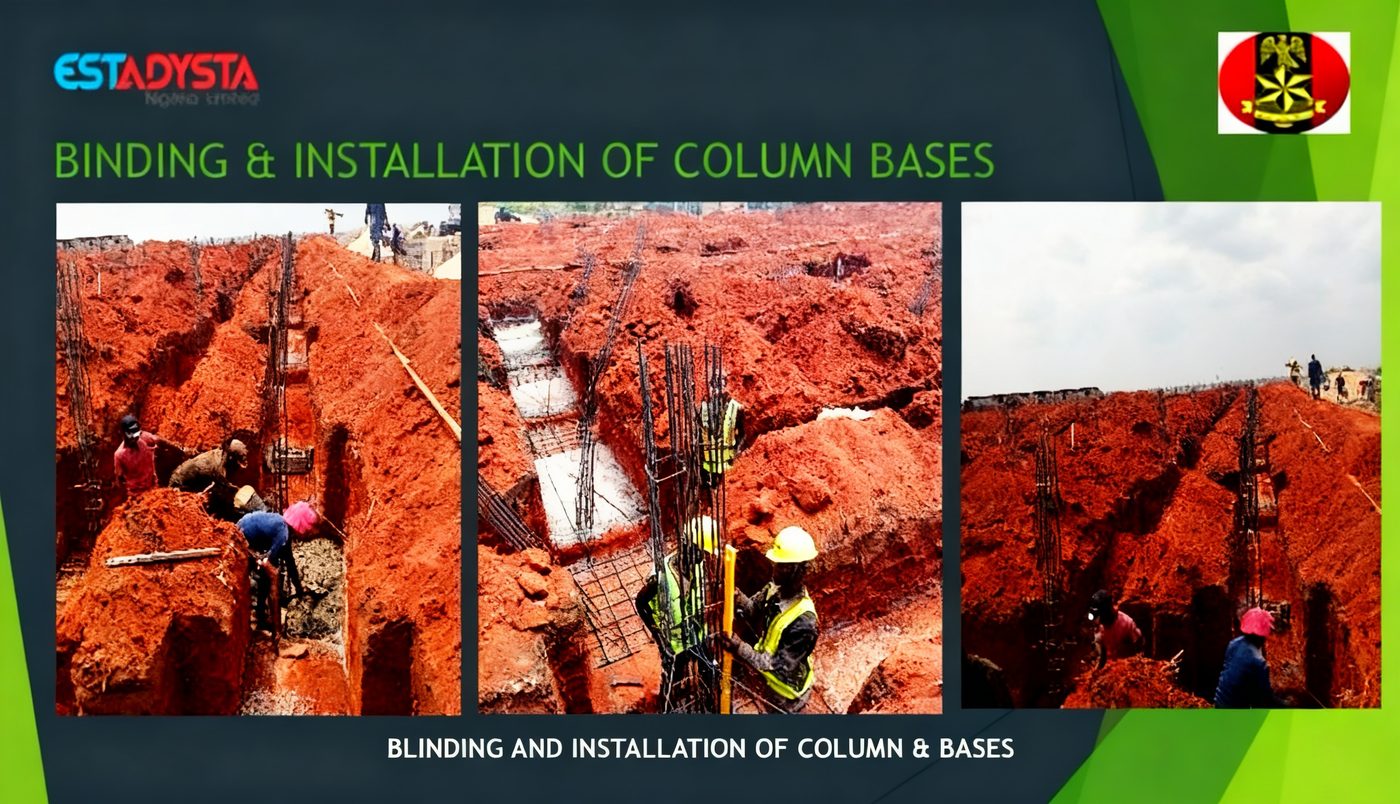 ESTADYSTA
BINDING & INSTALLATION OF COLUMN BASES
BLINDING AND INSTALLATION OF COLUMN & BASES